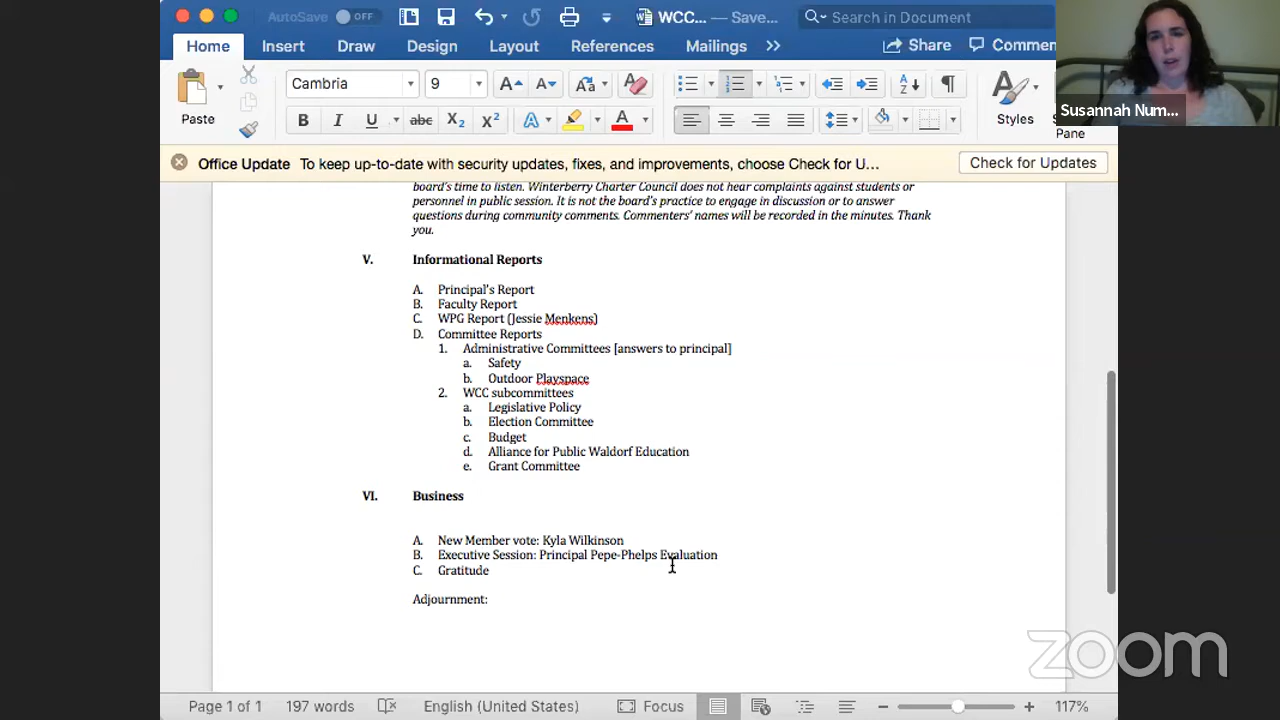 AutoSave OFF WCC... — Save... Search in Document
Home Insert Draw Design Layout References Mailings >> Share Commen
Susannah Num...
Paste Cambria 9 Styles Pane
B I U abc X₂ X² A A
Office Update To keep up-to-date with security updates, fixes, and improvements, choose Check for U... Check for Updates
board's time to listen. Winterberry Charter Council does not hear complaints against students or
personnel in public session. It is not the board's practice to engage in discussion or to answer
questions during community comments. Commenters' names will be recorded in the minutes. Thank
you.
V. Informational Reports
A. Principal's Report
B. Faculty Report
C. WPG Report (Jessie Menkens)
D. Committee Reports
1. Administrative Committees [answers to principal]
a. Safety
b. Outdoor Playspace
2. WCC subcommittees
a. Legislative Policy
b. Election Committee
c. Budget
d. Alliance for Public Waldorf Education
e. Grant Committee
VI. Business
A. New Member vote: Kyla Wilkinson
B. Executive Session: Principal Pepe-Phelps Evaluation
C. Gratitude
Adjournment:
zoom
Page 1 of 1 197 words English (United States) Focus 117%